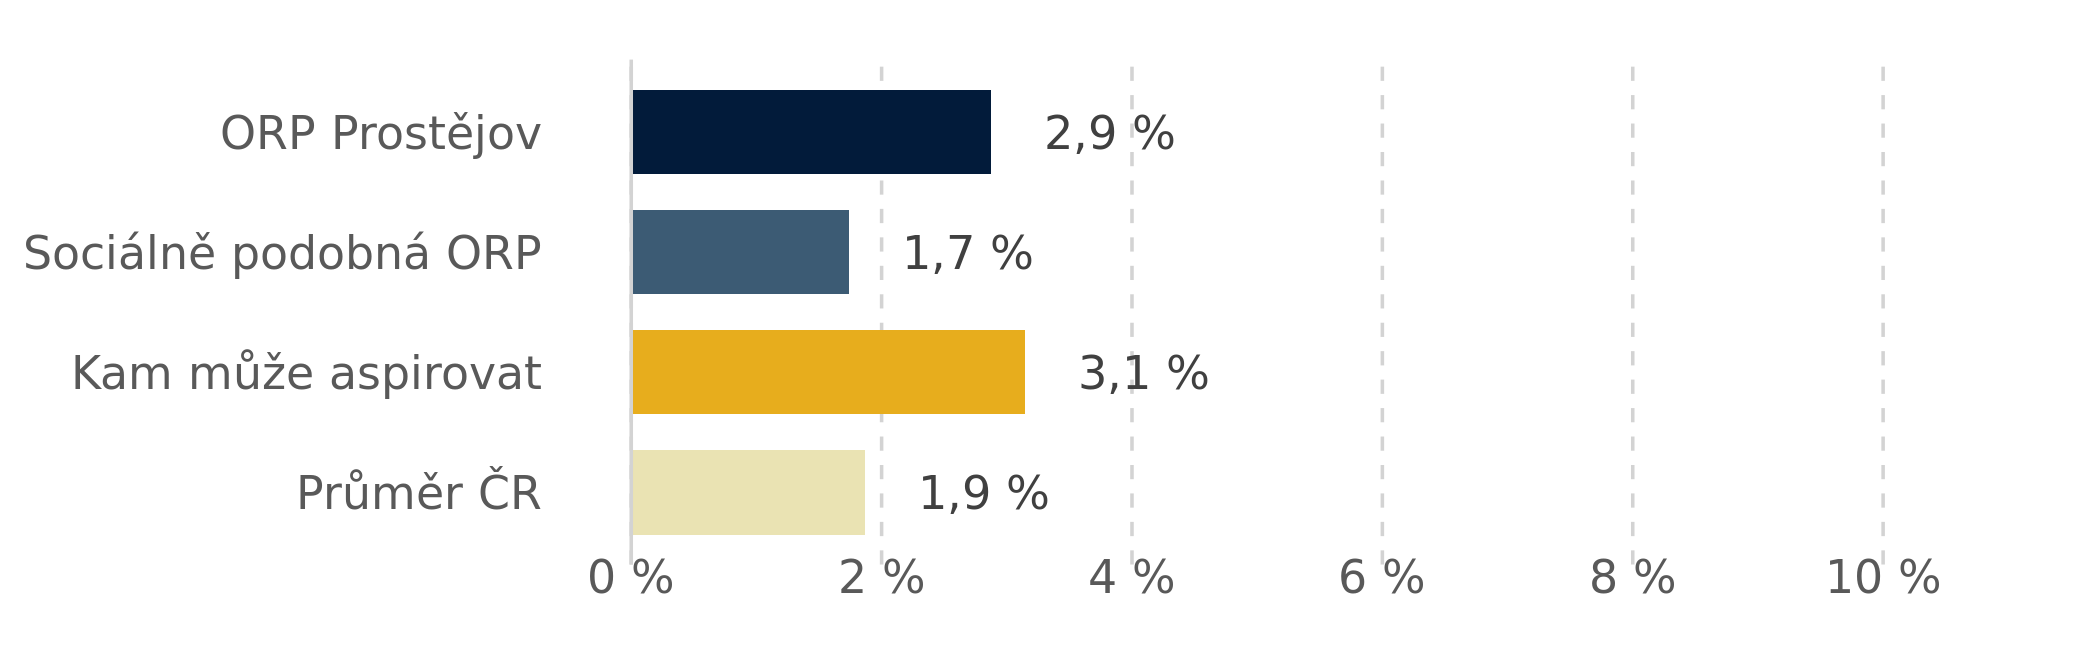 ORP Prostějov 2,9 %
Sociálně podobná ORP 1,7 %
Kam může aspirovat 3,1 %
Průměr ČR 1,9 %
0 % 2 % 4 % 6 % 8 % 10 %